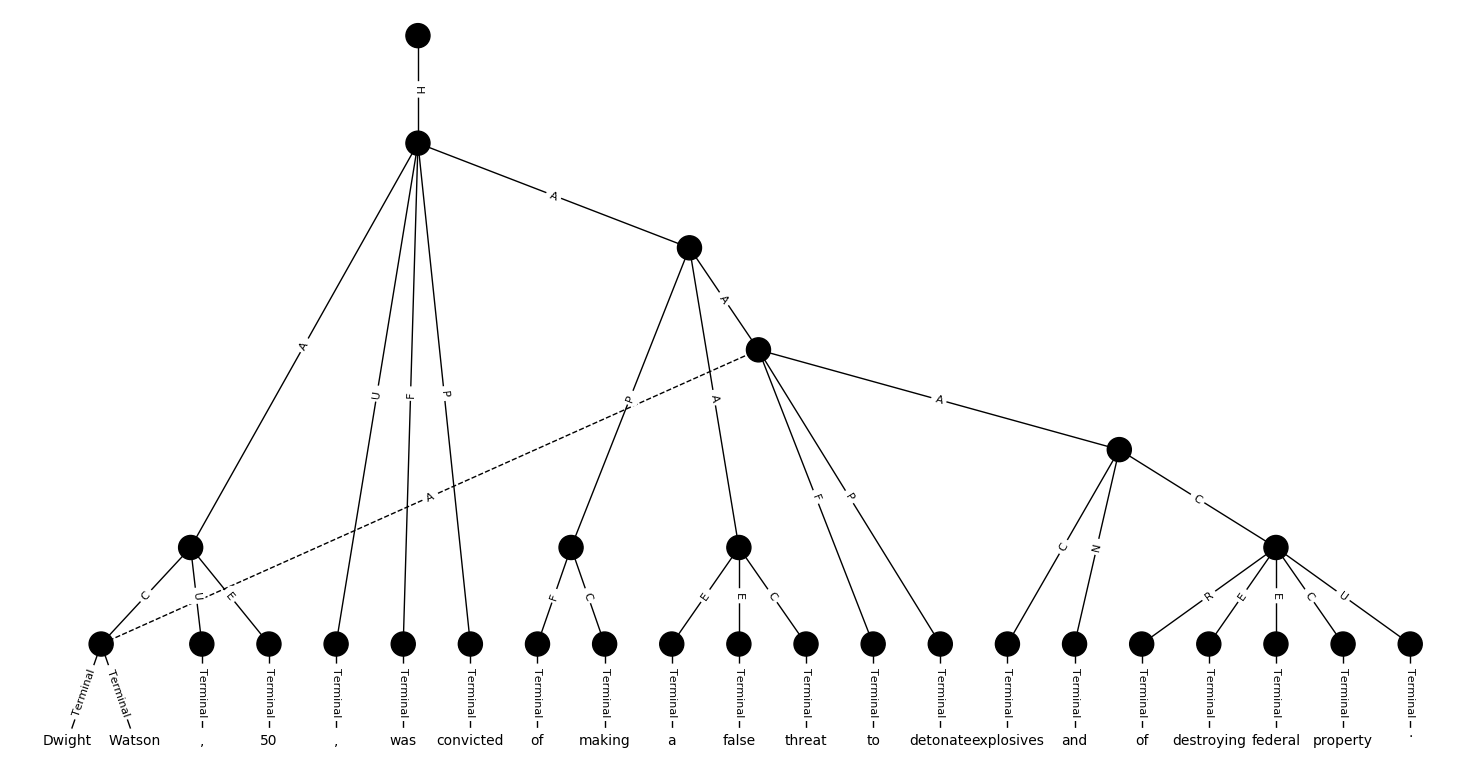 H
A
A
A
U
F
P
P
A
A
A
A
F
P
C
N
C
C
U
E
F
C
E
E
C
R
E
E
C
U
Terminal Terminal Terminal Terminal Terminal Terminal Terminal Terminal Terminal Terminal Terminal Terminal Terminal Terminal Terminal Terminal Terminal Terminal Terminal Terminal Terminal
Dwight Watson , 50 , was convicted of making a false threat to detonate explosives and of destroying federal property .